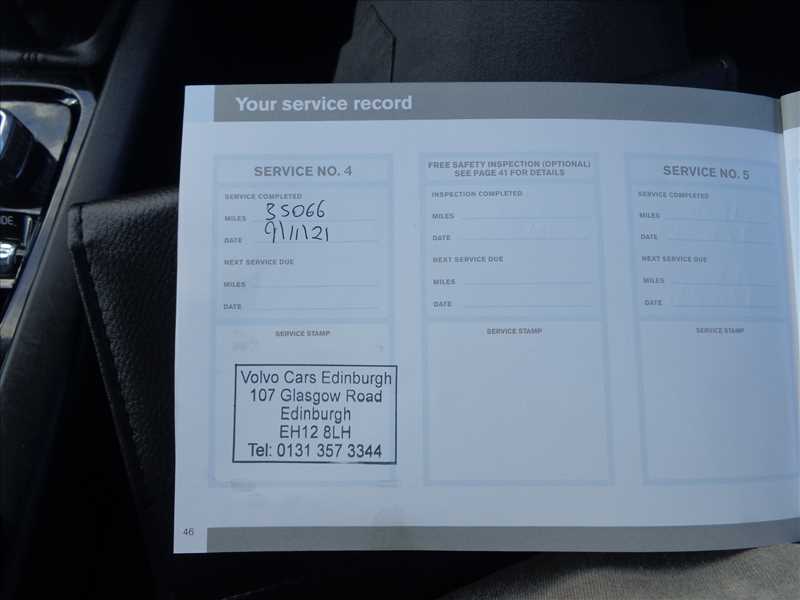 Your service record
SERVICE NO. 4
SERVICE COMPLETED
MILES 35066
DATE 9/11/21
NEXT SERVICE DUE
MILES
DATE
SERVICE STAMP
Volvo Cars Edinburgh
107 Glasgow Road
Edinburgh
EH12 8LH
Tel: 0131 357 3344
FREE SAFETY INSPECTION (OPTIONAL)
SEE PAGE 41 FOR DETAILS
INSPECTION COMPLETED
MILES
DATE
NEXT SERVICE DUE
MILES
DATE
SERVICE STAMP
SERVICE NO. 5
SERVICE COMPLETED
MILES
DATE
NEXT SERVICE DUE
MILES
DATE
SERVICE STAMP
46